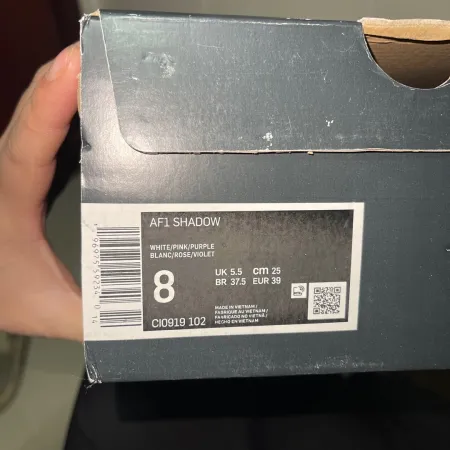 AF1 SHADOW
WHITE/PINK/PURPLE
BLANC/ROSE/VIOLET
8
UK 5.5 cm 25
BR 37.5 EUR 39
CI0919 102
MADE IN VIETNAM /
FABRIQUÉ AU VIETNAM /
FABRICADO NO VIETNÃ /
HECHO EN VIETNAM